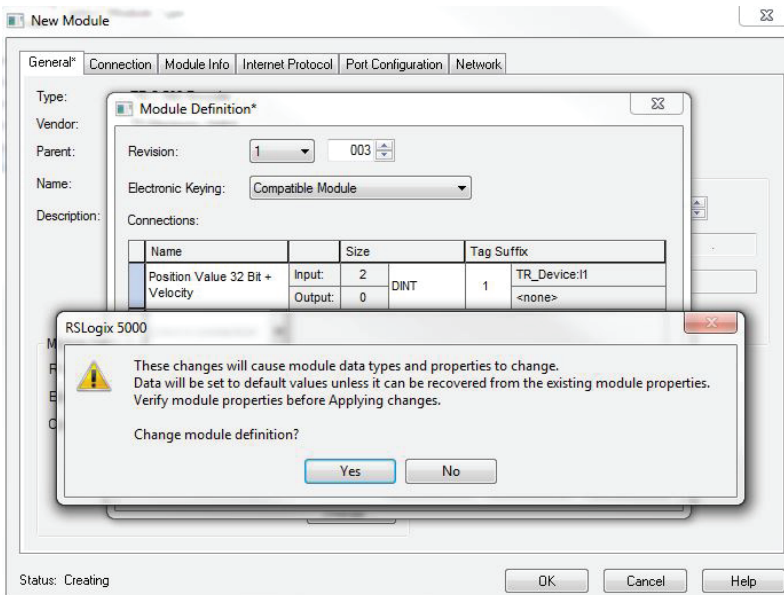 New Module
General* Connection Module Info Internet Protocol Port Configuration Network
Type:
Vendor:
Parent:
Name:
Description:
Module Definition*
Revision: 1 003
Electronic Keying: Compatible Module
Connections:
Name Size Tag Suffix
Position Value 32 Bit + Velocity Input: 2 DINT 1 TR_Device:I1
Output: 0 <none>
RSLogix 5000
These changes will cause module data types and properties to change.
Data will be set to default values unless it can be recovered from the existing module properties.
Verify module properties before Applying changes.
Change module definition?
Yes No
Status: Creating
OK Cancel Help